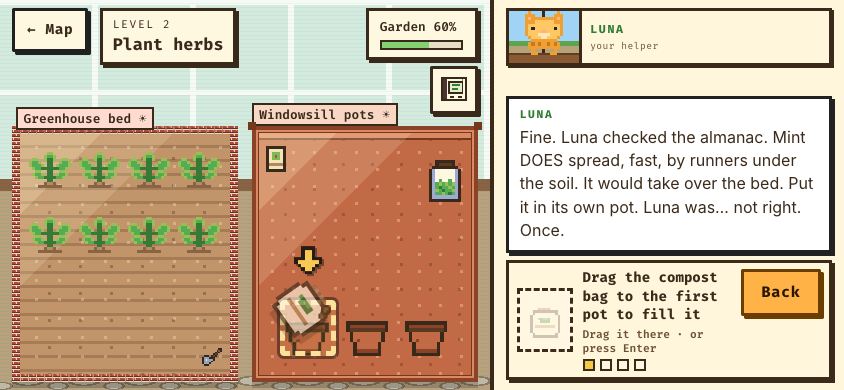 ← Map
LEVEL 2
Plant herbs
Garden 60%
Greenhouse bed ☀
Windowsill pots ☀
LUNA
your helper
LUNA
Fine. Luna checked the almanac. Mint
DOES spread, fast, by runners under
the soil. It would take over the bed. Put
it in its own pot. Luna was... not right.
Once.
Drag the compost
bag to the first
pot to fill it
Drag it there · or
press Enter
Back